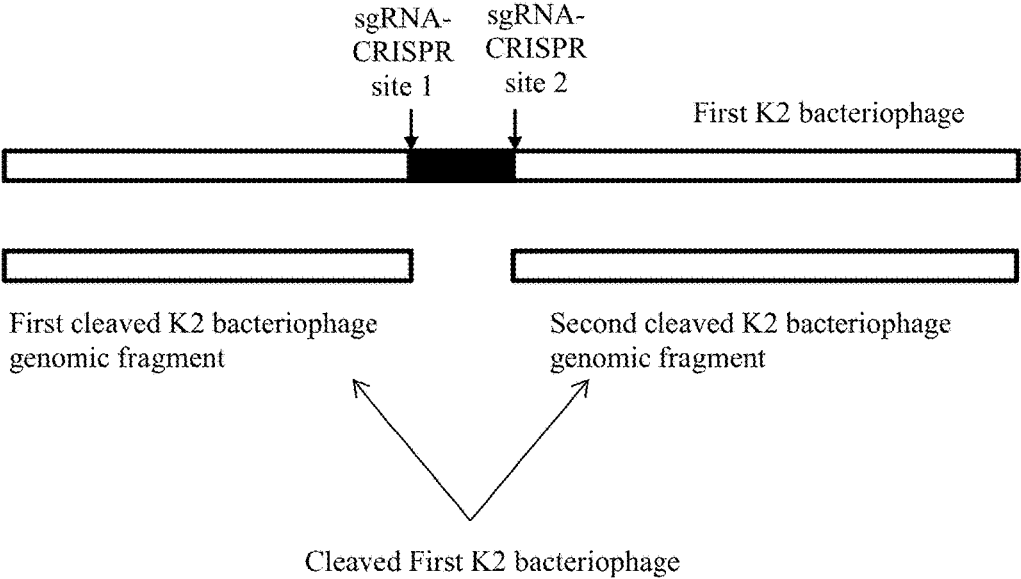 sgRNA-
CRISPR
site 1
sgRNA-
CRISPR
site 2
First K2 bacteriophage
First cleaved K2 bacteriophage
genomic fragment
Second cleaved K2 bacteriophage
genomic fragment
Cleaved First K2 bacteriophage